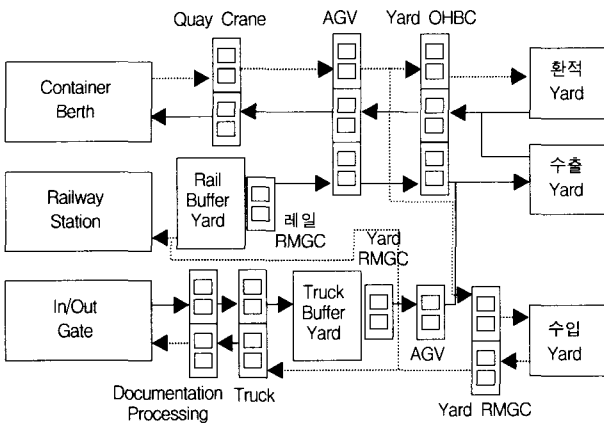 Quay Crane
AGV
Yard OHBC
Container
Berth
환적
Yard
수출
Yard
Railway
Station
Rail
Buffer
Yard
레일
RMGC
Yard
RMGC
In/Out
Gate
Truck
Buffer
Yard
수입
Yard
AGV
Documentation
Processing
Truck
Yard RMGC